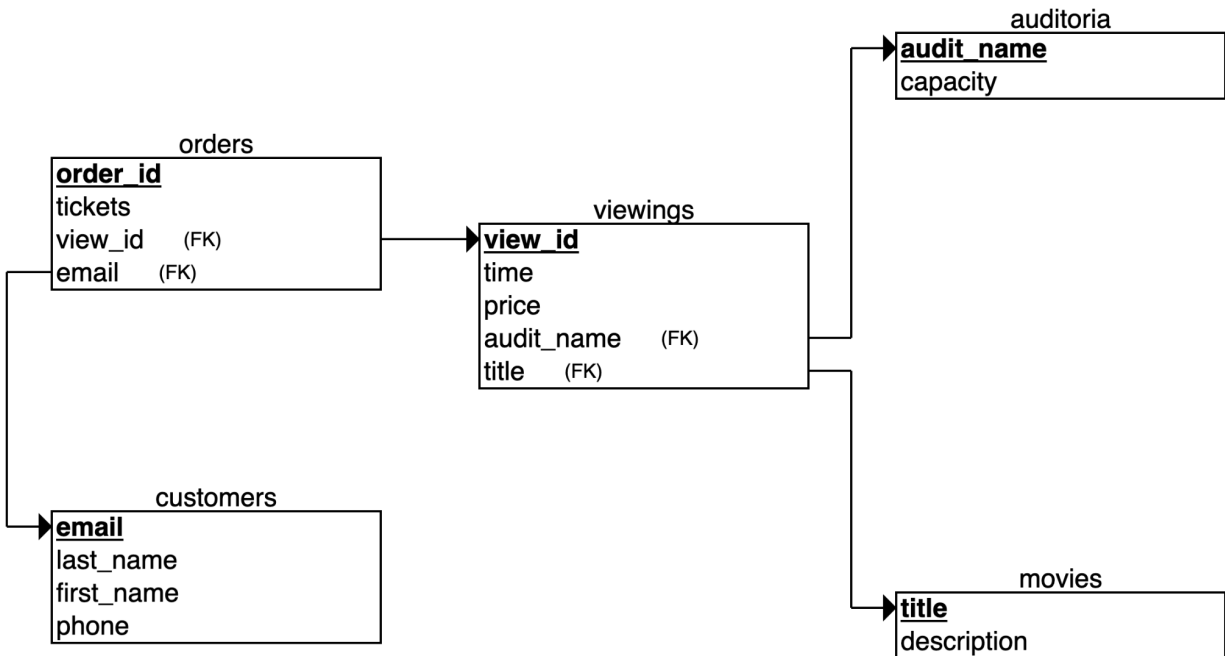 auditoria
audit_name
capacity
orders
order_id
tickets
view_id (FK)
email (FK)
viewings
view_id
time
price
audit_name (FK)
title (FK)
customers
email
last_name
first_name
phone
movies
title
description